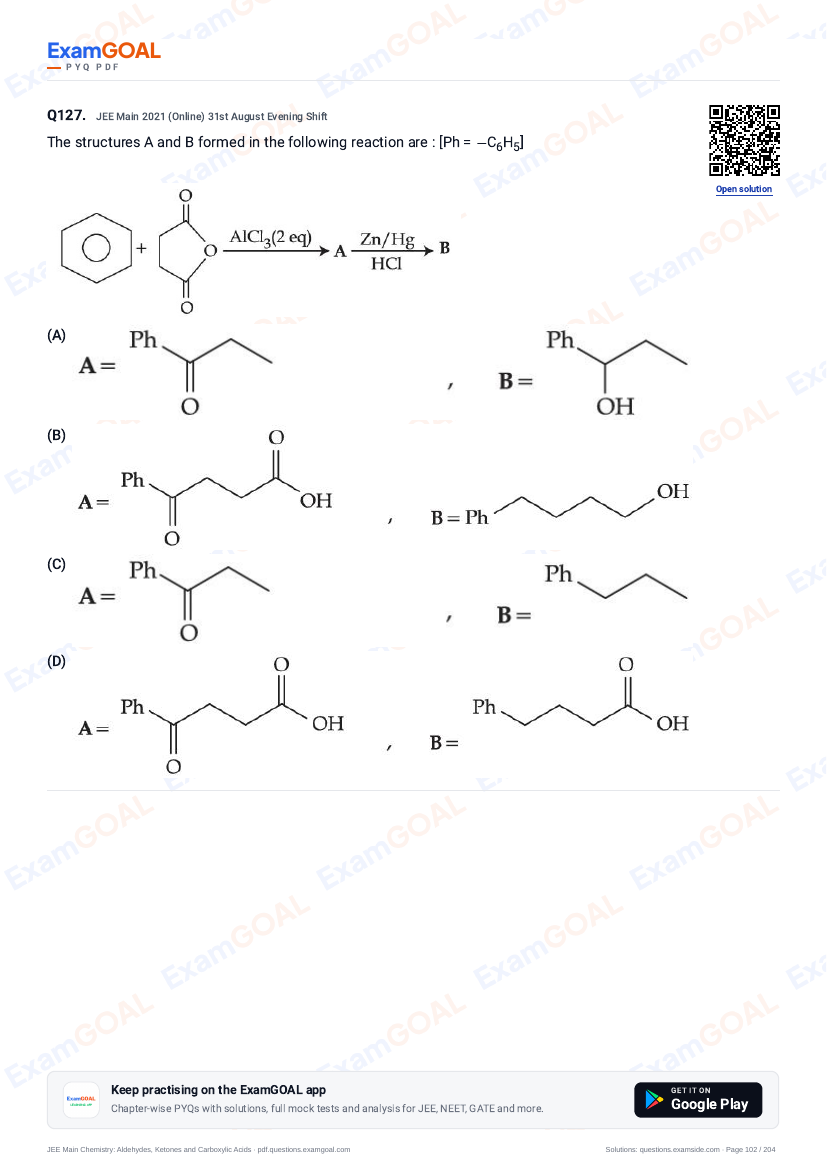 ExamGOAL
PYQ PDF
Q127. JEE Main 2021 (Online) 31st August Evening Shift
The structures A and B formed in the following reaction are : [Ph = −C₆H₅]
Open solution
O
+ O AlCl₃(2 eq) A Zn/Hg B
HCl
O
(A) Ph Ph
A = , B =
O OH
(B) O
Ph OH
A = OH , B = Ph
O
(C) Ph Ph
A = , B =
O
(D) O O
Ph OH Ph OH
A = , B =
O
Keep practising on the ExamGOAL app
Chapter-wise PYQs with solutions, full mock tests and analysis for JEE, NEET, GATE and more.
GET IT ON
Google Play
JEE Main Chemistry: Aldehydes, Ketones and Carboxylic Acids · pdf.questions.examgoal.com
Solutions: questions.examside.com · Page 102 / 204